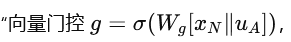 “向量门控 g = σ(W_g[x_N∥u_A]),